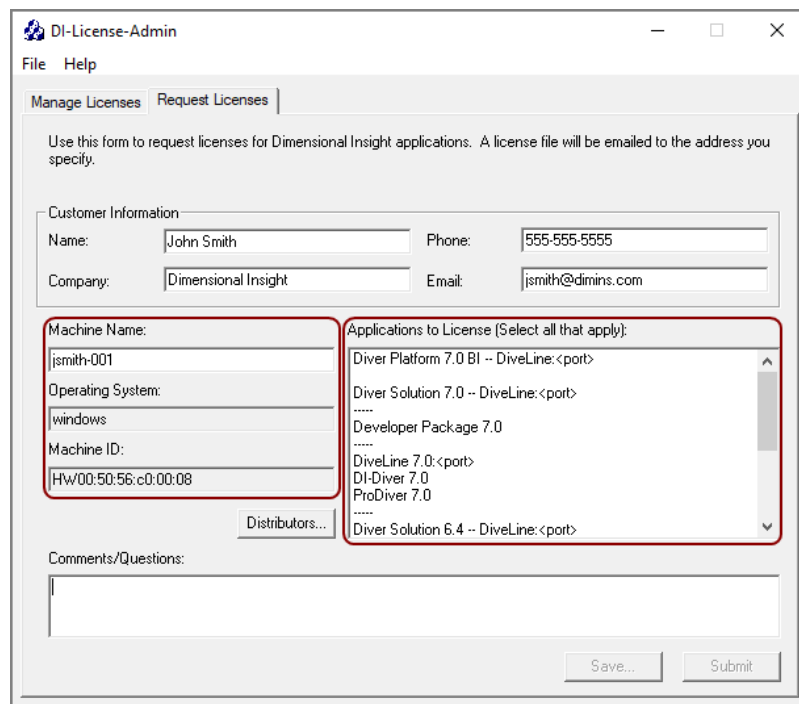 DI-License-Admin
File Help
Manage Licenses Request Licenses
Use this form to request licenses for Dimensional Insight applications.  A license file will be emailed to the address you
specify.
Customer Information
Name: John Smith Phone: 555-555-5555
Company: Dimensional Insight Email: jsmith@dimins.com
Machine Name:
jsmith-001
Operating System:
windows
Machine ID:
HW00:50:56:c0:00:08
Distributors...
Applications to License (Select all that apply):
Diver Platform 7.0 BI -- DiveLine:<port>
Diver Solution 7.0 -- DiveLine:<port>
-----
Developer Package 7.0
-----
DiveLine 7.0:<port>
DI-Diver 7.0
ProDiver 7.0
-----
Diver Solution 6.4 -- DiveLine:<port>
Comments/Questions:
Save... Submit